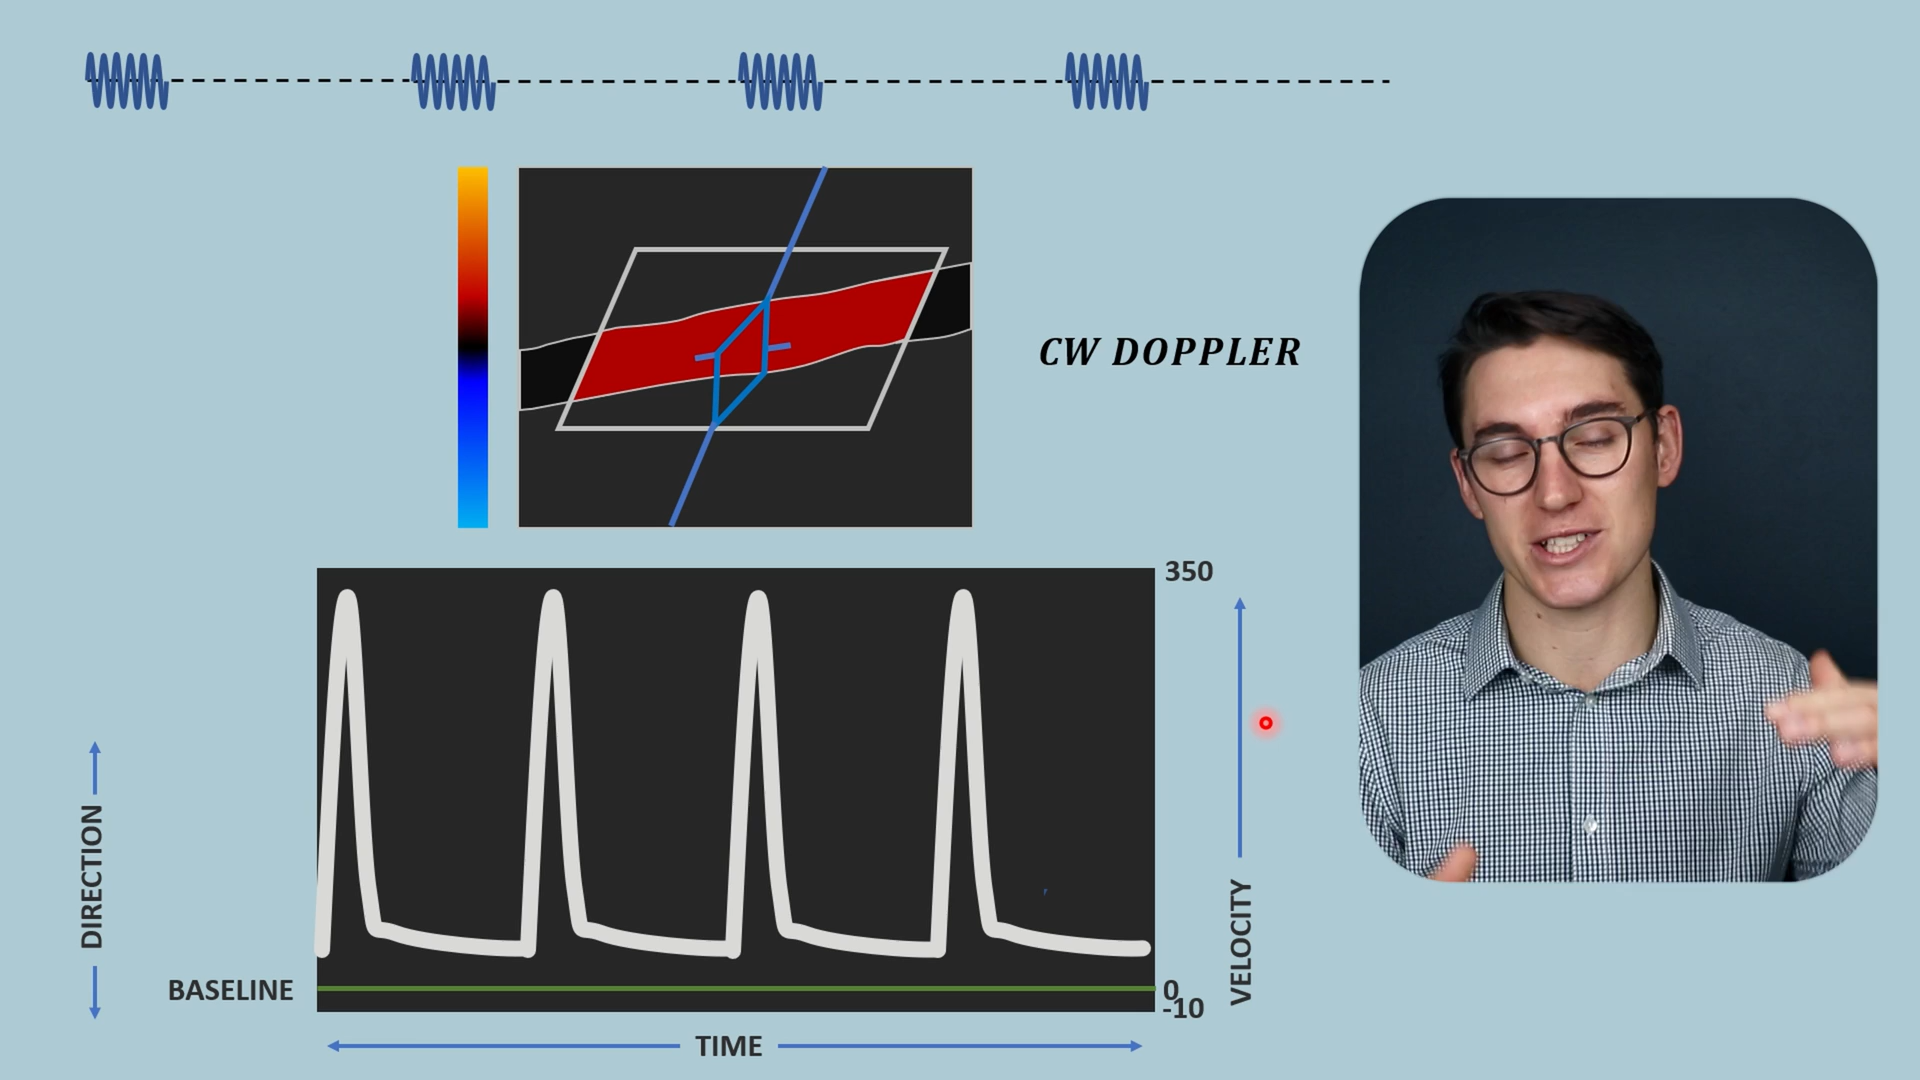 CW DOPPLER
350
DIRECTION
VELOCITY
BASELINE
0
-10
TIME